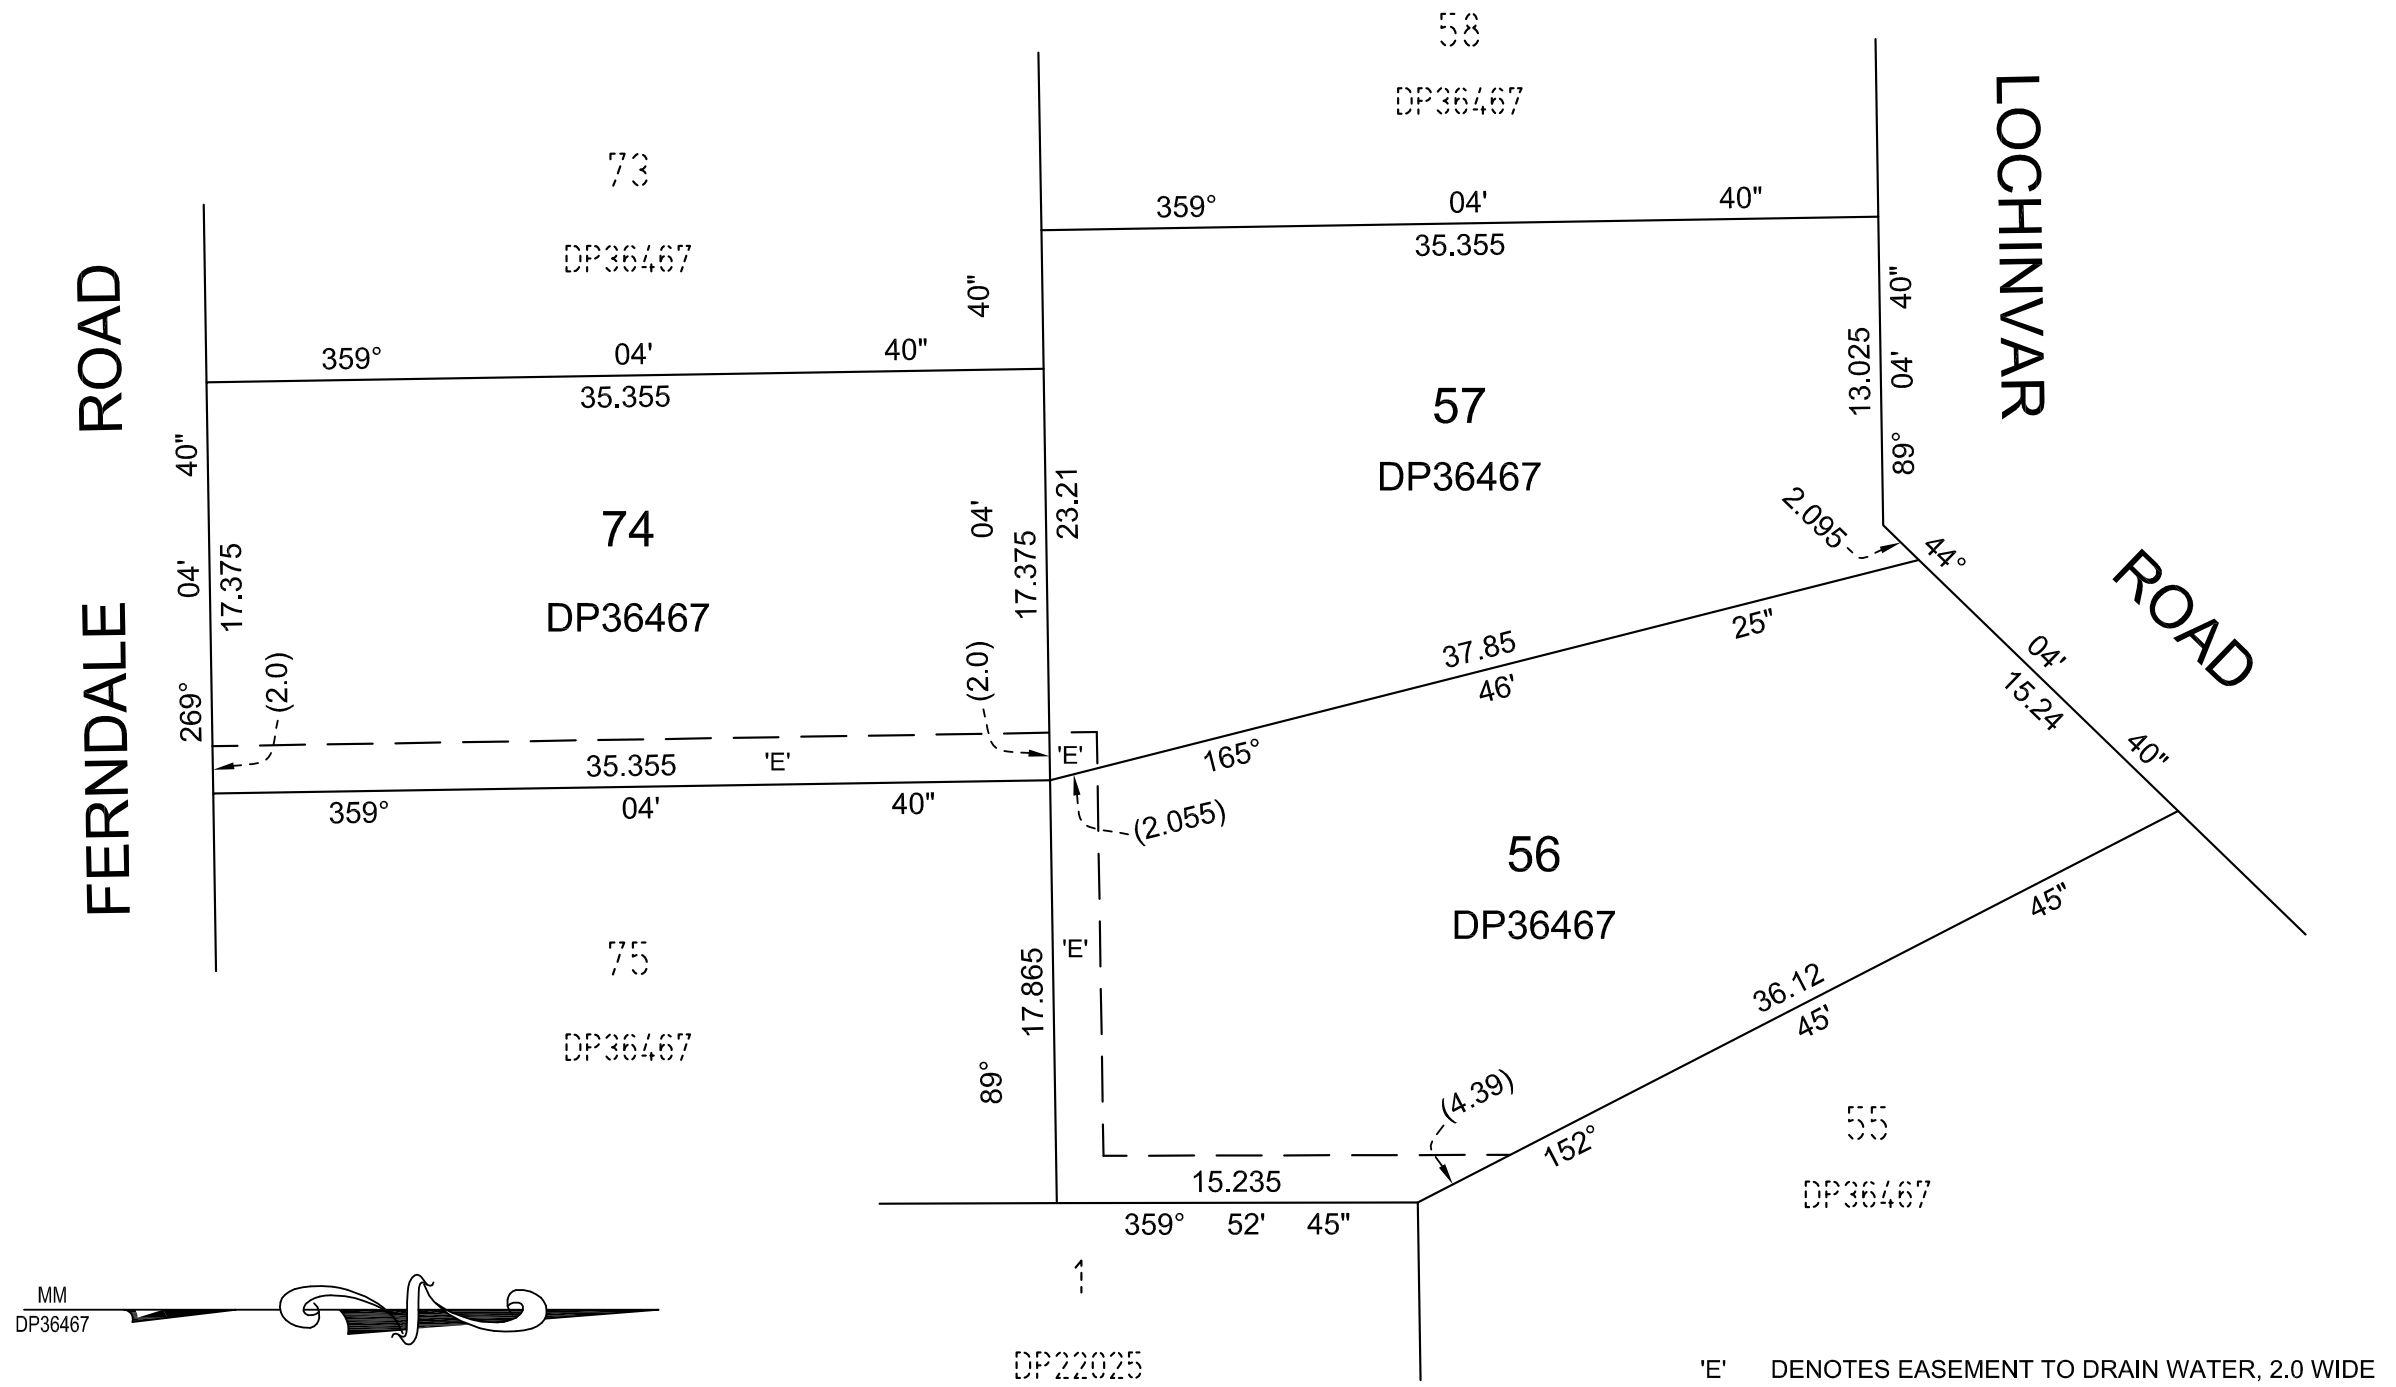 58
DP36467
LOCHINVAR
ROAD
73
DP36467
359° 04' 40"
35.355
40"
04'
89°
13.025
89° 04' 40"
FERNDALE ROAD
359° 04' 40"
35.355
57
DP36467
23.21
17.375
74
DP36467
269° 04' 40"
17.375
(2.0)
(2.0)
2.095
44° 04' 40"
15.24
37.85
165° 46' 25"
'E'
35.355 'E'
359° 04' 40"
(2.055)
56
DP36467
75
DP36467
'E'
17.865
36.12
152° 45' 45"
(4.39)
55
DP36467
15.235
359° 52' 45"
1
DP22025
MM
DP36467
'E' DENOTES EASEMENT TO DRAIN WATER, 2.0 WIDE